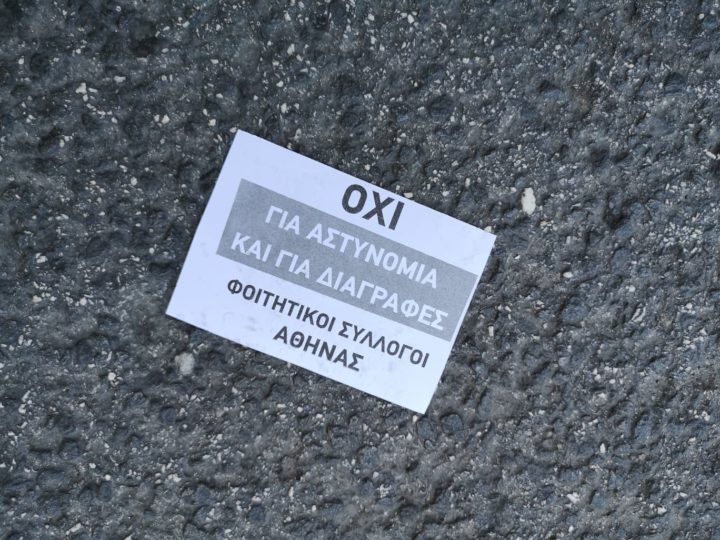 ΟΧΙ
ΓΙΑ ΑΣΤΥΝΟΜΙΑ
ΚΑΙ ΓΙΑ ΔΙΑΓΡΑΦΕΣ
ΦΟΙΤΗΤΙΚΟΙ ΣΥΛΛΟΓΟΙ
ΑΘΗΝΑΣ